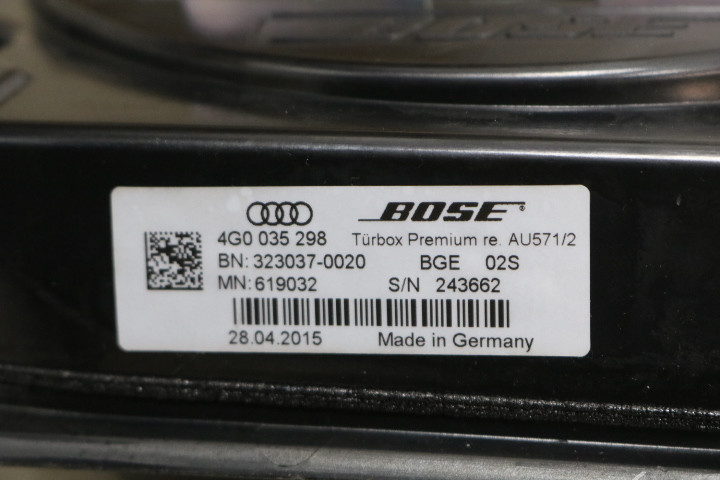 BOSE®
4G0 035 298 Türbox Premium re. AU571/2
BN: 323037-0020 BGE 02S
MN: 619032 S/N 243662
28.04.2015 Made in Germany